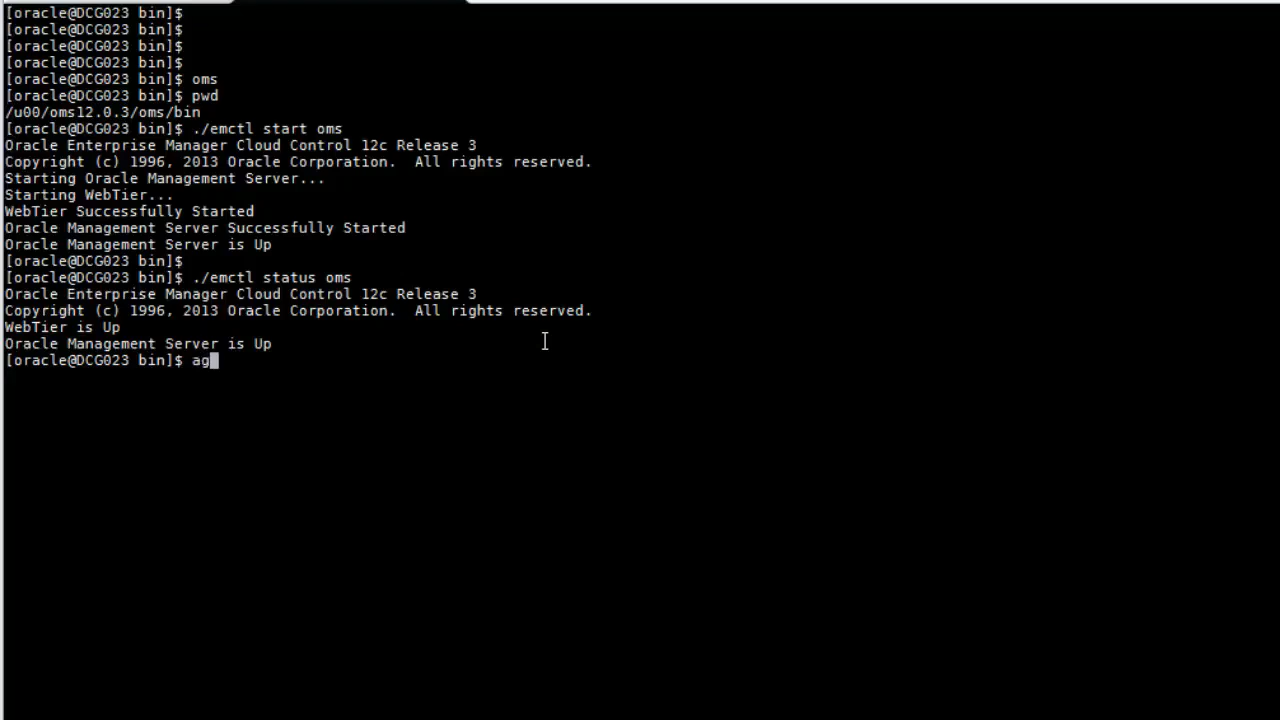 [oracle@DCG023 bin]$
[oracle@DCG023 bin]$
[oracle@DCG023 bin]$
[oracle@DCG023 bin]$
[oracle@DCG023 bin]$ oms
[oracle@DCG023 bin]$ pwd
/u00/oms12.0.3/oms/bin
[oracle@DCG023 bin]$ ./emctl start oms
Oracle Enterprise Manager Cloud Control 12c Release 3
Copyright (c) 1996, 2013 Oracle Corporation.  All rights reserved.
Starting Oracle Management Server...
Starting WebTier...
WebTier Successfully Started
Oracle Management Server Successfully Started
Oracle Management Server is Up
[oracle@DCG023 bin]$
[oracle@DCG023 bin]$ ./emctl status oms
Oracle Enterprise Manager Cloud Control 12c Release 3
Copyright (c) 1996, 2013 Oracle Corporation.  All rights reserved.
WebTier is Up
Oracle Management Server is Up
[oracle@DCG023 bin]$ ag